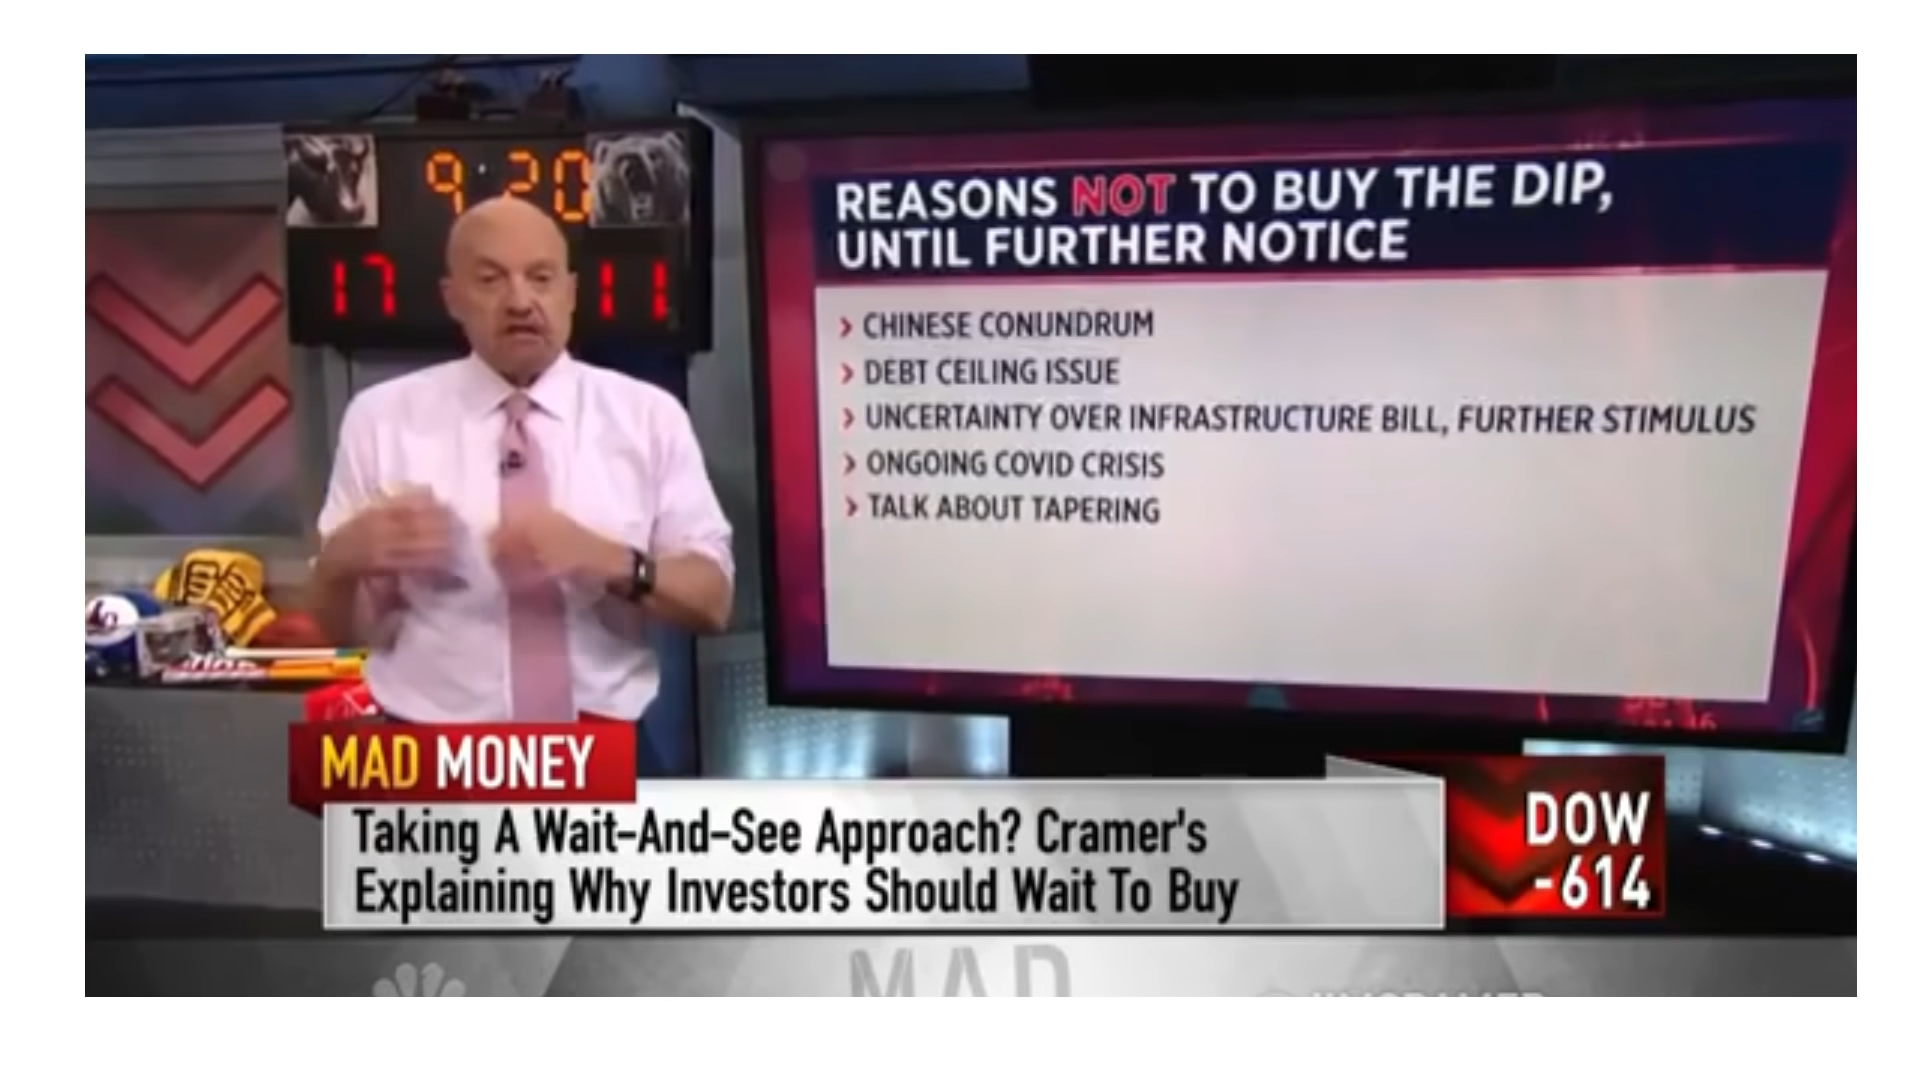 9:20
17
11
REASONS NOT TO BUY THE DIP,
UNTIL FURTHER NOTICE
› CHINESE CONUNDRUM
› DEBT CEILING ISSUE
› UNCERTAINTY OVER INFRASTRUCTURE BILL, FURTHER STIMULUS
› ONGOING COVID CRISIS
› TALK ABOUT TAPERING
MAD MONEY
Taking A Wait-And-See Approach? Cramer's
Explaining Why Investors Should Wait To Buy
DOW
-614
MAD